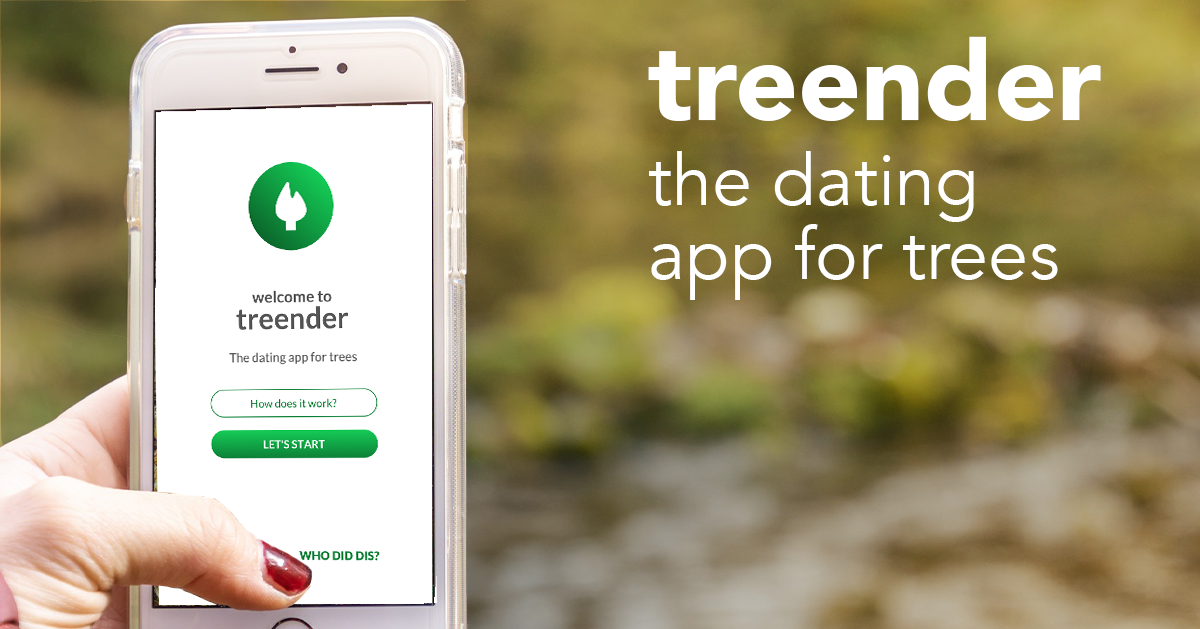 treender
the dating
app for trees
welcome to
treender
The dating app for trees
How does it work?
LET'S START
WHO DID DIS?